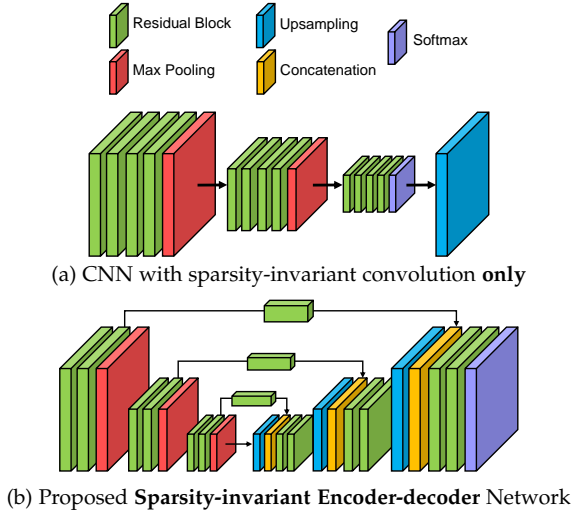 Residual Block
Upsampling
Softmax
Max Pooling
Concatenation
(a) CNN with sparsity-invariant convolution only
(b) Proposed Sparsity-invariant Encoder-decoder Network